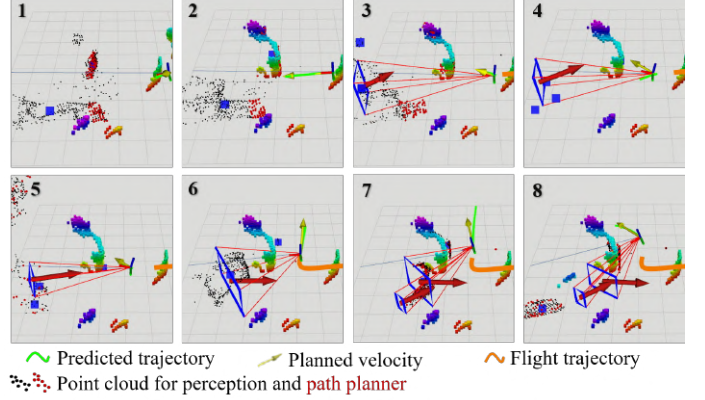 1 2 3 4
5 6 7 8
Predicted trajectory Planned velocity Flight trajectory
Point cloud for perception and path planner